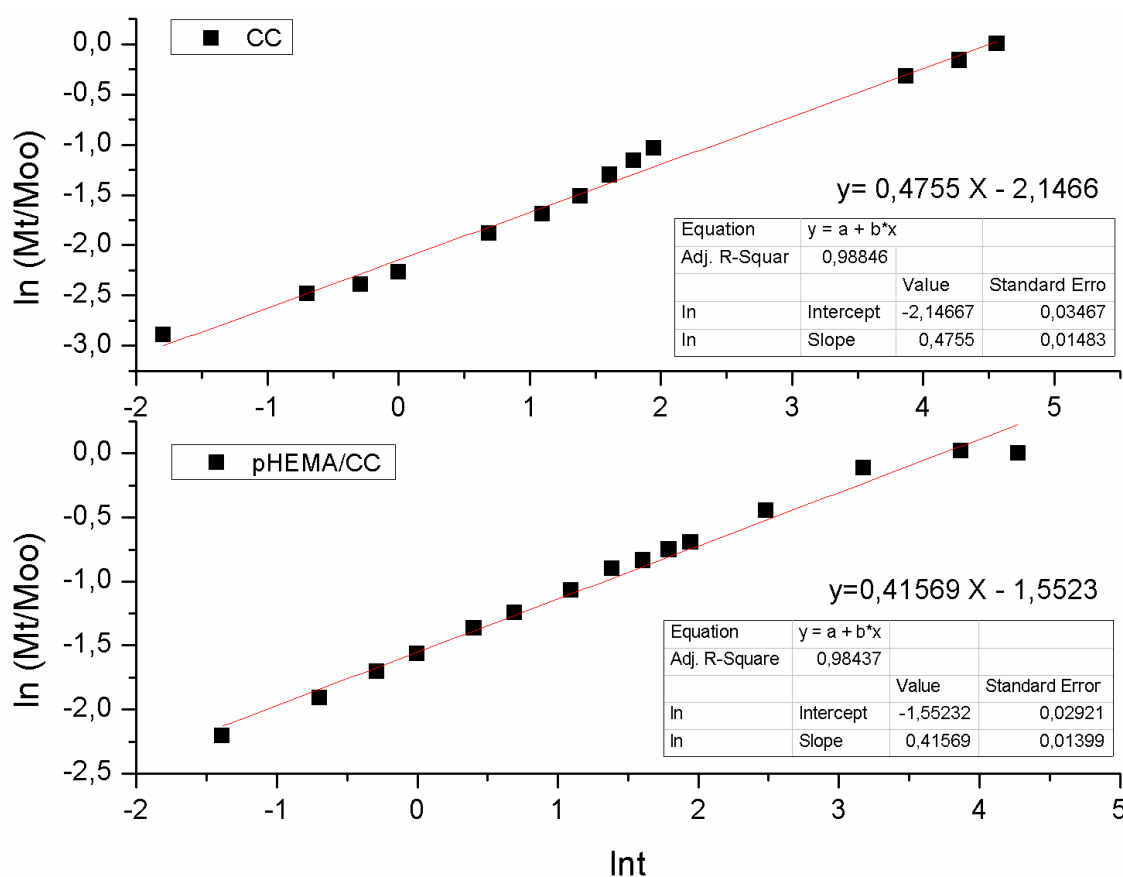 CC
0,0
-0,5
-1,0
-1,5
-2,0
-2,5
-3,0
ln (Mt/Moo)
y= 0,4755 X - 2,1466
Equation y = a + b*x
Adj. R-Squar 0,98846
Value Standard Erro
ln Intercept -2,14667 0,03467
ln Slope 0,4755 0,01483
-2 -1 0 1 2 3 4 5
pHEMA/CC
0,0
-0,5
-1,0
-1,5
-2,0
-2,5
ln (Mt/Moo)
y=0,41569 X - 1,5523
Equation y = a + b*x
Adj. R-Square 0,98437
Value Standard Error
ln Intercept -1,55232 0,02921
ln Slope 0,41569 0,01399
-2 -1 0 1 2 3 4 5
lnt